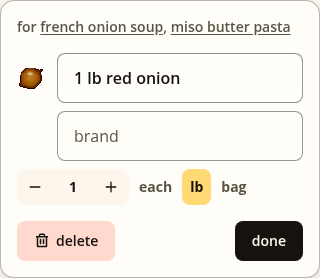 for french onion soup, miso butter pasta
1 lb red onion
brand
− 1 + each lb bag
delete done